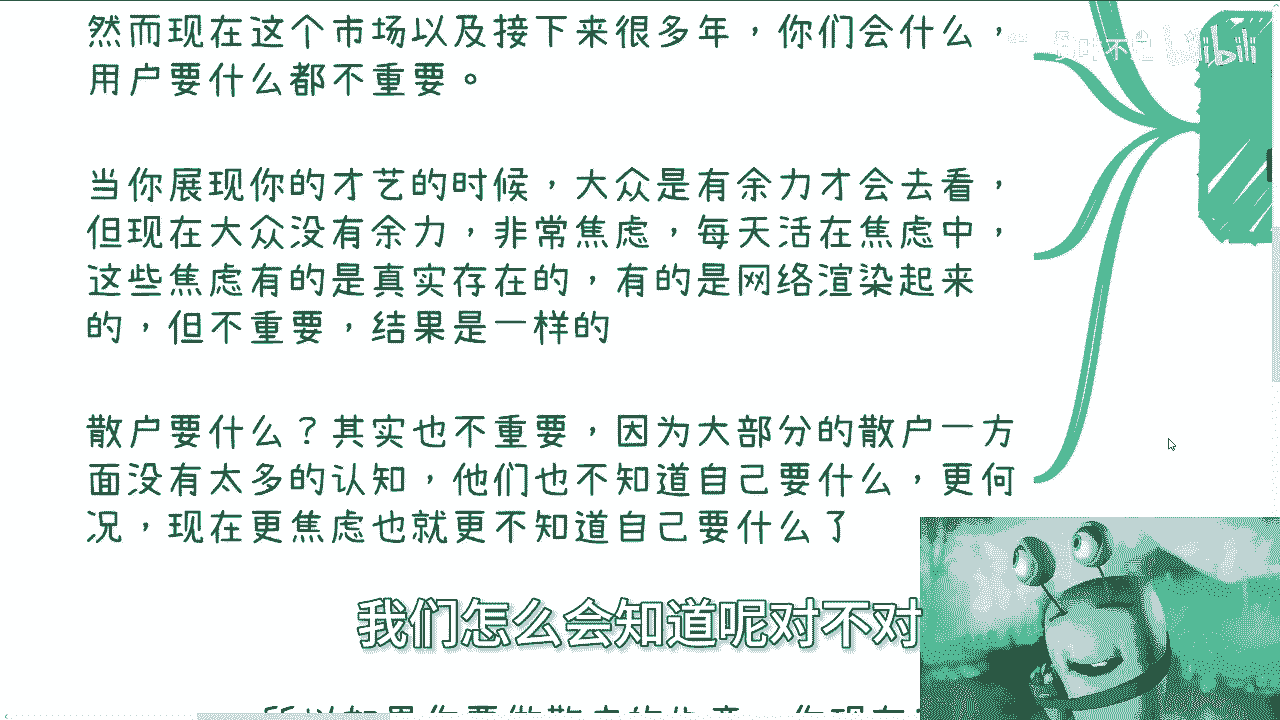 然而现在这个市场以及接下来很多年，你们会什么，
用户要什么都不重要。
当你展现你的才艺的时候，大众是有余力才会去看，
但现在大众没有余力，非常焦虑，每天活在焦虑中，
这些焦虑有的是真实存在的，有的是网络渲染起来
的，但不重要，结果是一样的
散户要什么？其实也不重要，因为大部分的散户一方
面没有太多的认知，他们也不知道自己要什么，更何
况，现在更焦虑也就更不知道自己要什么了
我们怎么会知道呢对不对
bilibili